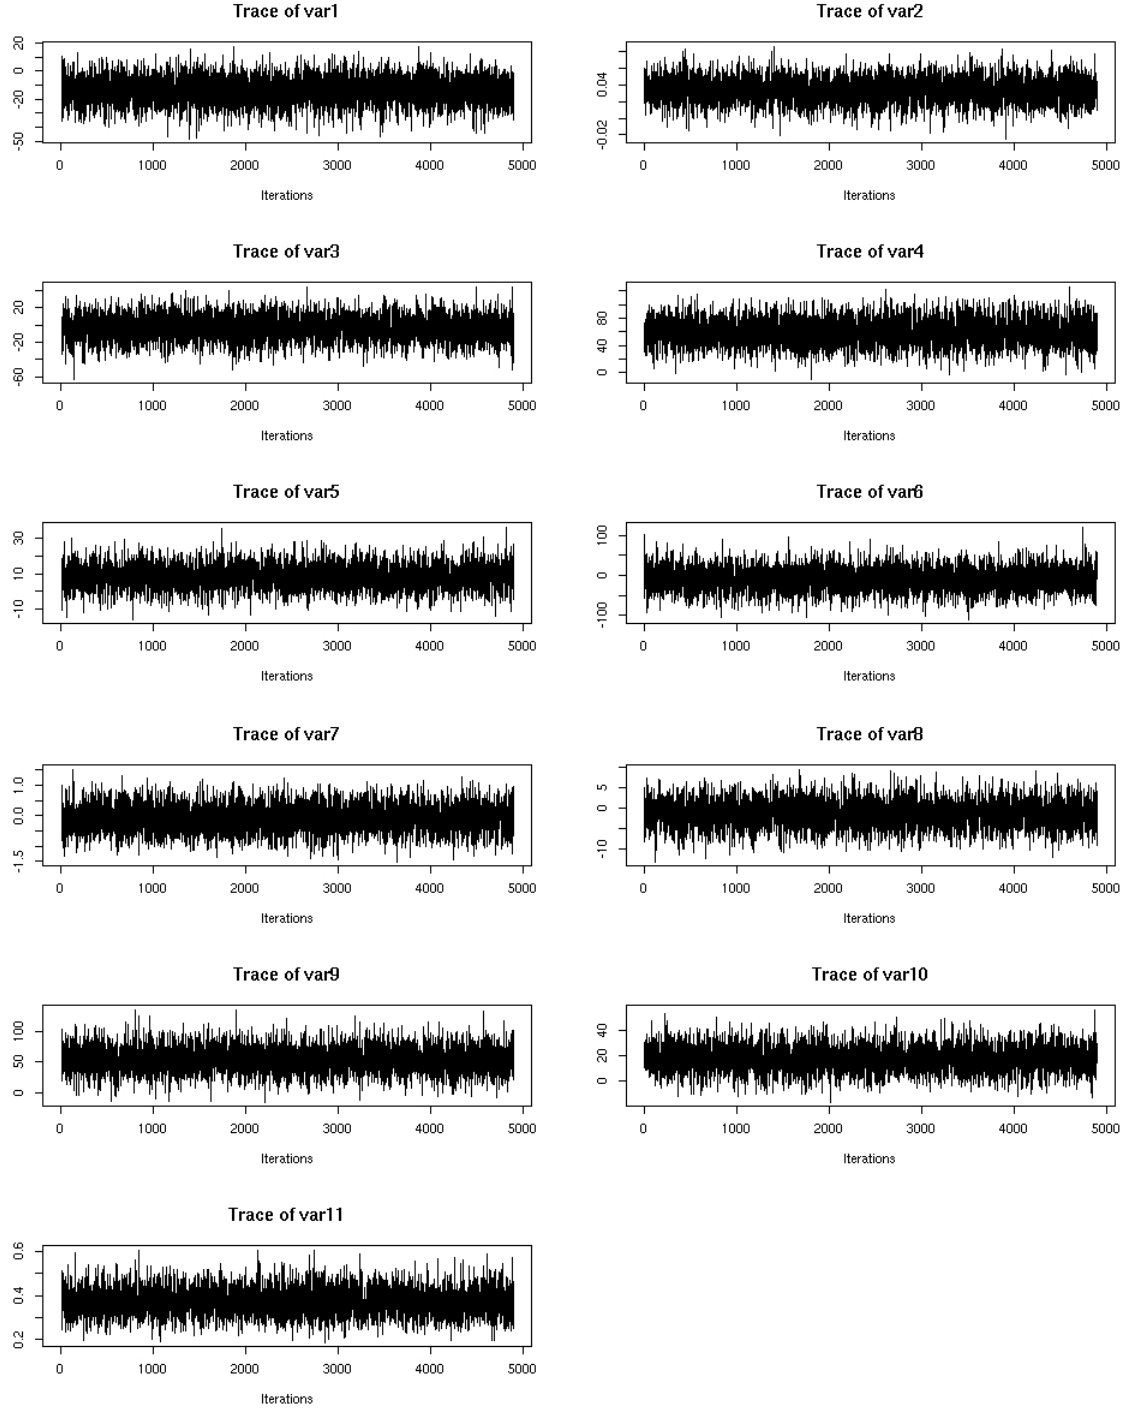 Trace of var1
20
0
-20
-50
0 1000 2000 3000 4000 5000
Iterations
Trace of var2
0.04
-0.02
0 1000 2000 3000 4000 5000
Iterations
Trace of var3
20
-20
-60
0 1000 2000 3000 4000 5000
Iterations
Trace of var4
80
40
0
0 1000 2000 3000 4000 5000
Iterations
Trace of var5
30
10
-10
0 1000 2000 3000 4000 5000
Iterations
Trace of var6
100
0
-100
0 1000 2000 3000 4000 5000
Iterations
Trace of var7
1.0
0.0
-1.5
0 1000 2000 3000 4000 5000
Iterations
Trace of var8
5
0
-10
0 1000 2000 3000 4000 5000
Iterations
Trace of var9
100
50
0
0 1000 2000 3000 4000 5000
Iterations
Trace of var10
40
20
0
0 1000 2000 3000 4000 5000
Iterations
Trace of var11
0.6
0.4
0.2
0 1000 2000 3000 4000 5000
Iterations